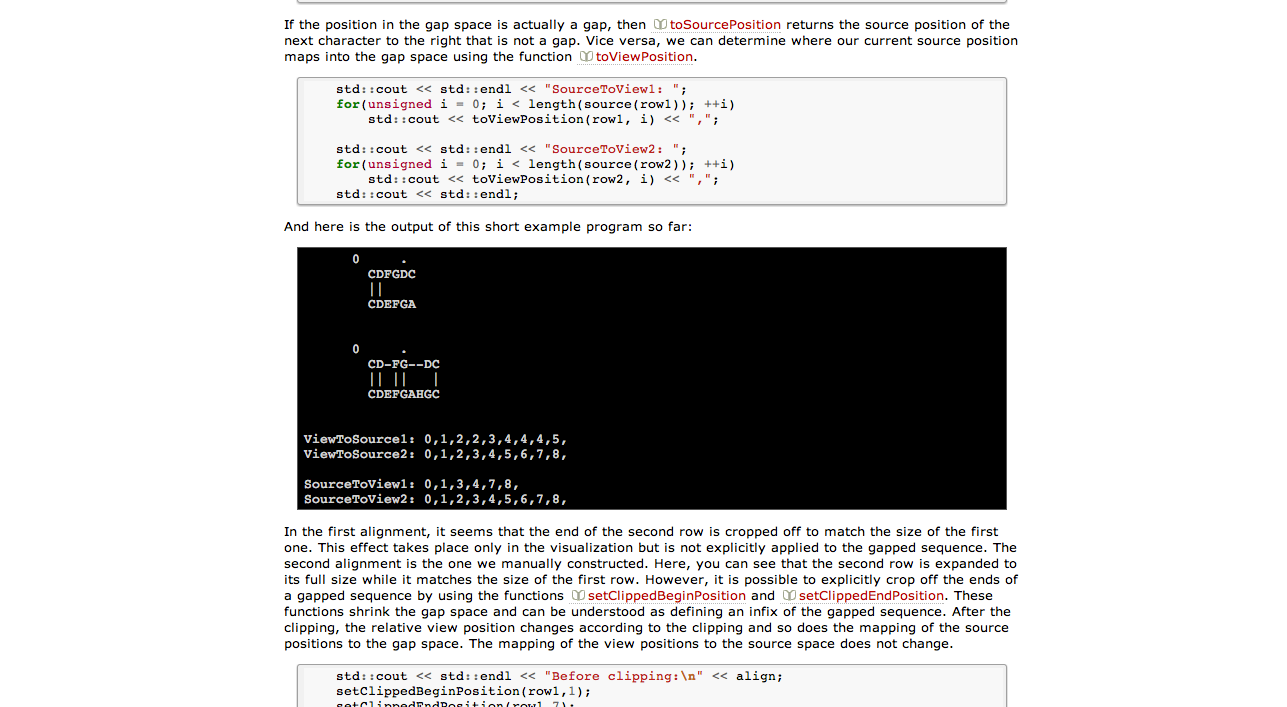 If the position in the gap space is actually a gap, then toSourcePosition returns the source position of the
next character to the right that is not a gap. Vice versa, we can determine where our current source position
maps into the gap space using the function toViewPosition.
std::cout << std::endl << "SourceToView1: ";
for(unsigned i = 0; i < length(source(row1)); ++i)
std::cout << toViewPosition(row1, i) << ",";
std::cout << std::endl << "SourceToView2: ";
for(unsigned i = 0; i < length(source(row2)); ++i)
std::cout << toViewPosition(row2, i) << ",";
std::cout << std::endl;
And here is the output of this short example program so far:
0 .
CDFGDC
||
CDEFGA
0 .
CD-FG--DC
|| ||   |
CDEFGAHGC
ViewToSource1: 0,1,2,2,3,4,4,4,5,
ViewToSource2: 0,1,2,3,4,5,6,7,8,
SourceToView1: 0,1,3,4,7,8,
SourceToView2: 0,1,2,3,4,5,6,7,8,
In the first alignment, it seems that the end of the second row is cropped off to match the size of the first
one. This effect takes place only in the visualization but is not explicitly applied to the gapped sequence. The
second alignment is the one we manually constructed. Here, you can see that the second row is expanded to
its full size while it matches the size of the first row. However, it is possible to explicitly crop off the ends of
a gapped sequence by using the functions setClippedBeginPosition and setClippedEndPosition. These
functions shrink the gap space and can be understood as defining an infix of the gapped sequence. After the
clipping, the relative view position changes according to the clipping and so does the mapping of the source
positions to the gap space. The mapping of the view positions to the source space does not change.
std::cout << std::endl << "Before clipping:\n" << align;
setClippedBeginPosition(row1,1);
setClippedEndPosition(row1,7);